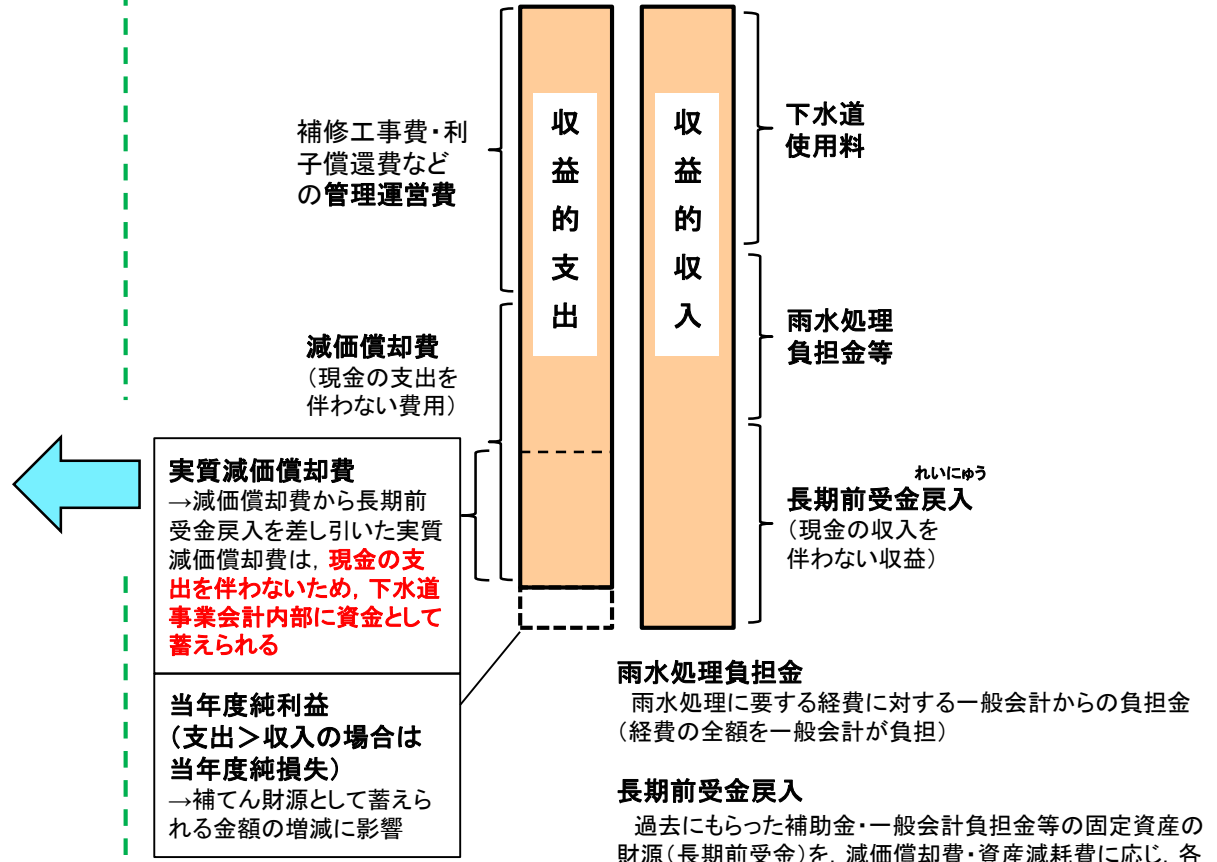 補修工事費・利
子償還費など
の管理運営費
減価償却費
（現金の支出を
伴わない費用）
実質減価償却費
→減価償却費から長期前
受金戻入を差し引いた実質
減価償却費は，現金の支
出を伴わないため，下水道
事業会計内部に資金として
蓄えられる
当年度純利益
（支出＞収入の場合は
当年度純損失）
→補てん財源として蓄えら
れる金額の増減に影響
収益的支出
収益的収入
下水道
使用料
雨水処理
負担金等
れいにゅう
長期前受金戻入
（現金の収入を
伴わない収益）
雨水処理負担金
雨水処理に要する経費に対する一般会計からの負担金
（経費の全額を一般会計が負担）
長期前受金戻入
過去にもらった補助金・一般会計負担金等の固定資産の
財源（長期前受金）を，減価償却費・資産減耗費に応じ，各